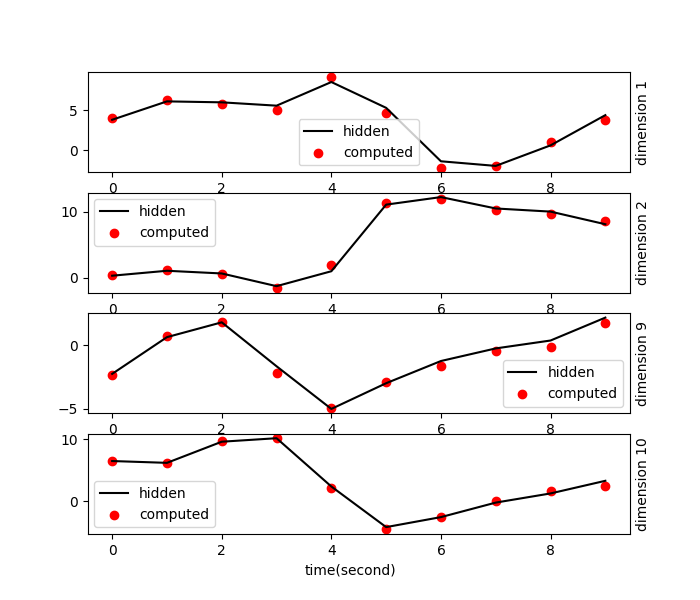 5
0
hidden
computed
dimension 1
0 2 4 6 8
10
0
hidden
computed
dimension 2
0 2 4 6 8
0
−5
hidden
computed
dimension 9
0 2 4 6 8
10
0
hidden
computed
dimension 10
0 2 4 6 8
time(second)